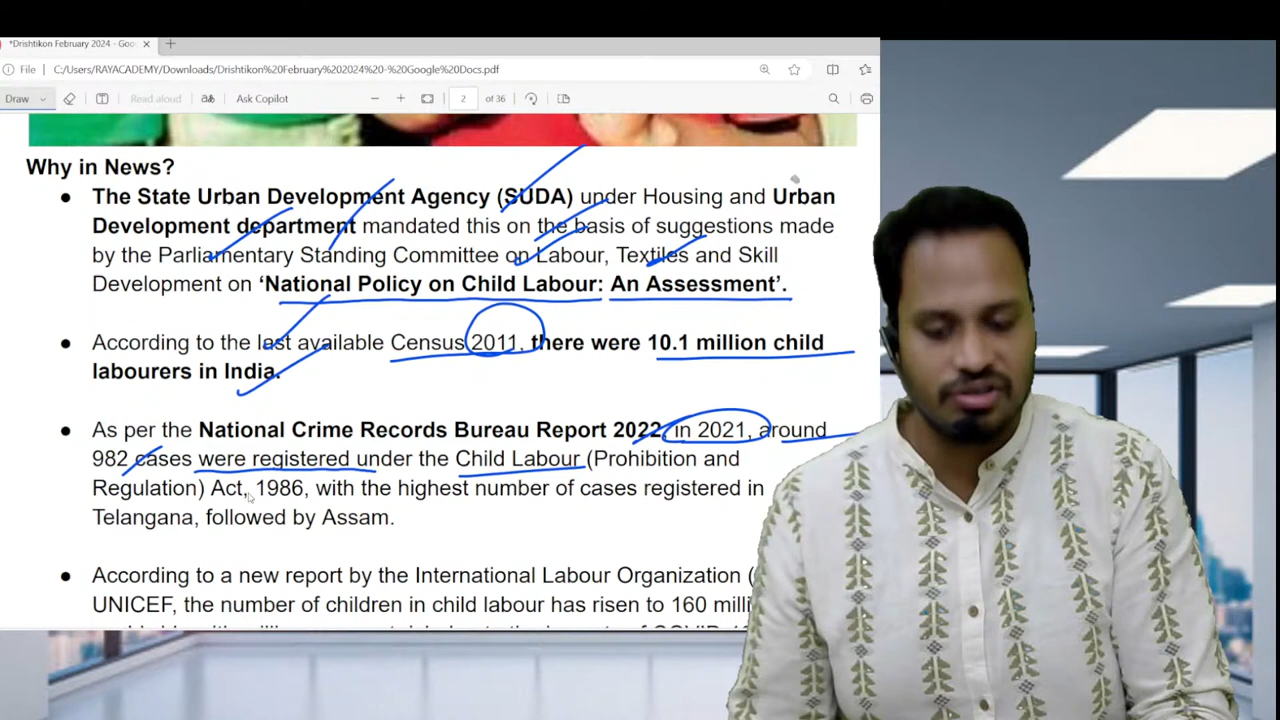 *Drishtikon February 2024 - Goo
File C:/Users/RAYACADEMY/Downloads/Drishtikon%20February%202024%20-%20Google%20Docs.pdf
Draw Read aloud Ask Copilot 2 of 36
Why in News?
● The State Urban Development Agency (SUDA) under Housing and Urban
Development department mandated this on the basis of suggestions made
by the Parliamentary Standing Committee on Labour, Textiles and Skill
Development on ‘National Policy on Child Labour: An Assessment’.
● According to the last available Census 2011, there were 10.1 million child
labourers in India.
● As per the National Crime Records Bureau Report 2022, in 2021, around
982 cases were registered under the Child Labour (Prohibition and
Regulation) Act, 1986, with the highest number of cases registered in
Telangana, followed by Assam.
● According to a new report by the International Labour Organization (
UNICEF, the number of children in child labour has risen to 160 milli